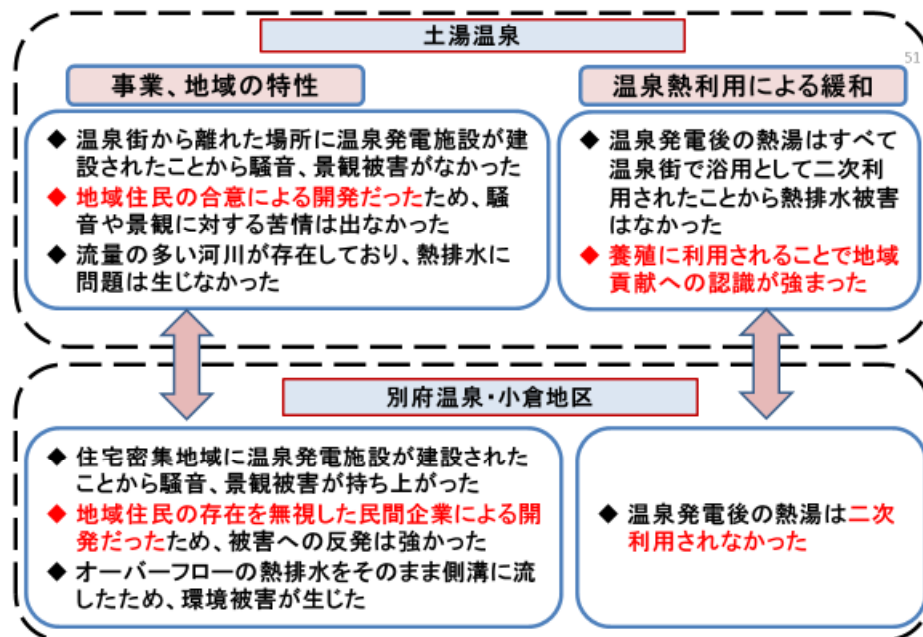 土湯温泉
51
事業、地域の特性
温泉熱利用による緩和
◆ 温泉街から離れた場所に温泉発電施設が建
設されたことから騒音、景観被害がなかった
◆ 地域住民の合意による開発だったため、騒
音や景観に対する苦情は出なかった
◆ 流量の多い河川が存在しており、熱排水に
問題は生じなかった
◆ 温泉発電後の熱湯はすべて
温泉街で浴用として二次利
用されたことから熱排水被害
はなかった
◆ 養殖に利用されることで地域
貢献への認識が強まった
別府温泉・小倉地区
◆ 住宅密集地域に温泉発電施設が建設された
ことから騒音、景観被害が持ち上がった
◆ 地域住民の存在を無視した民間企業による開
発だったため、被害への反発は強かった
◆ オーバーフローの熱排水をそのまま側溝に流
したため、環境被害が生じた
◆ 温泉発電後の熱湯は二次
利用されなかった